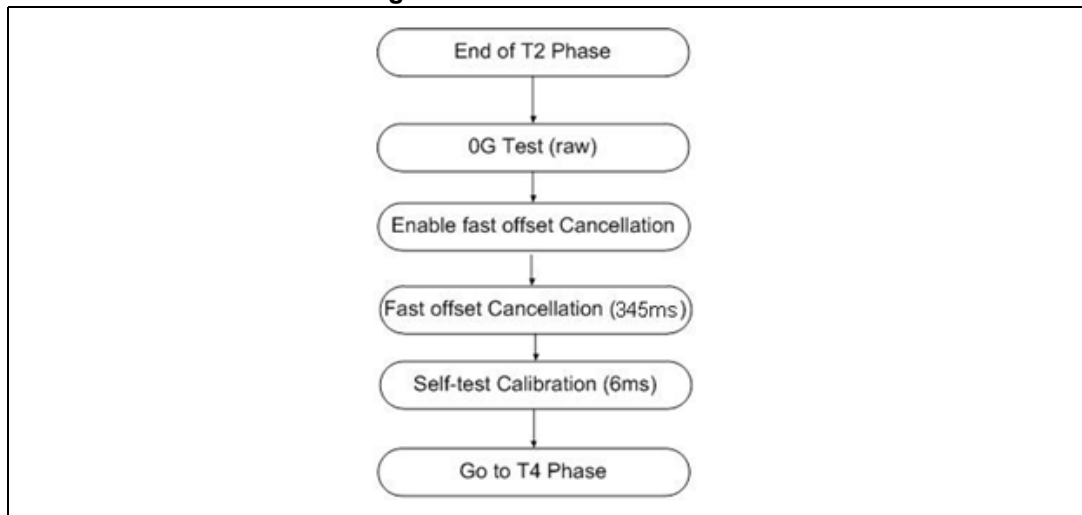 End of T2 Phase
0G Test (raw)
Enable fast offset Cancellation
Fast offset Cancellation (345ms)
Self-test Calibration (6ms)
Go to T4 Phase